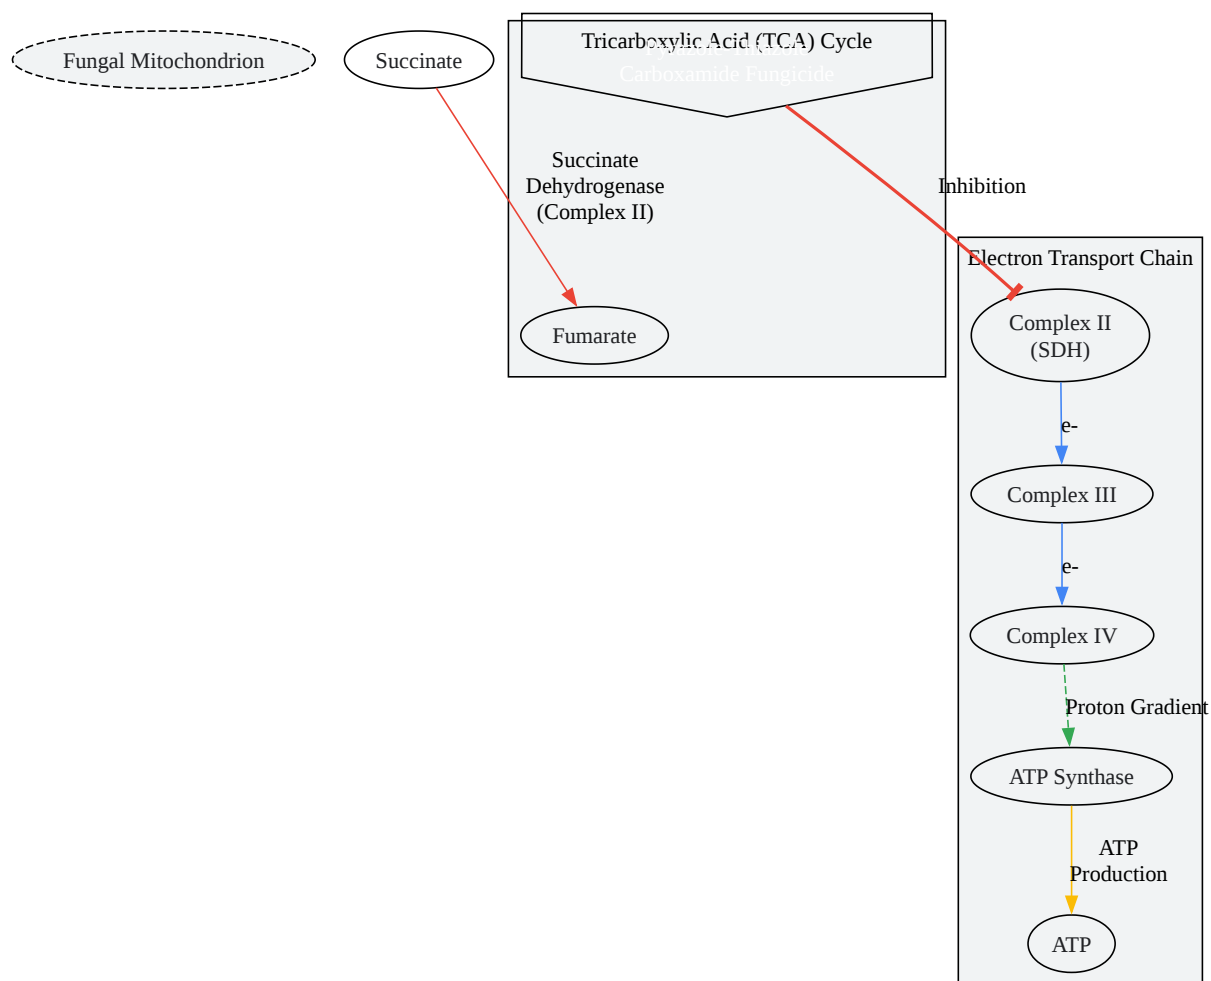 Fungal Mitochondrion
Succinate
Tricarboxylic Acid (TCA) Cycle
Carboxamide Fungicide
Succinate
Dehydrogenase
(Complex II)
Inhibition
Fumarate
Electron Transport Chain
Complex II
(SDH)
e-
Complex III
e-
Complex IV
Proton Gradient
ATP Synthase
ATP
Production
ATP